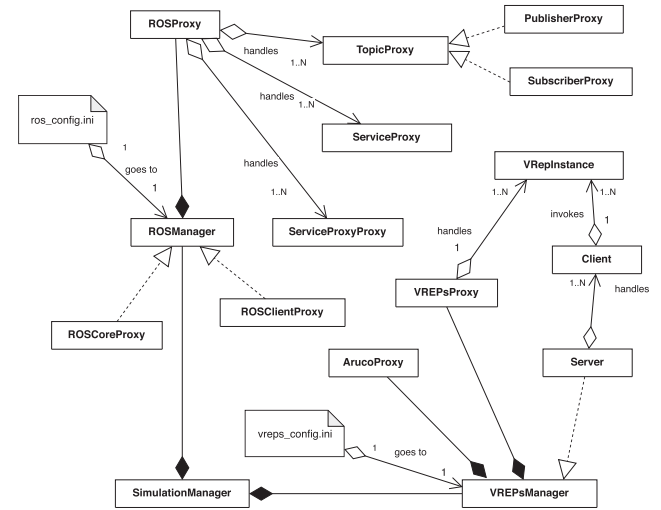 ROSProxy
PublisherProxy
TopicProxy
handles
1..N
SubscriberProxy
ros_config.ini
handles
1..N
ServiceProxy
1
goes to
1
handles
1..N
VRepInstance
1..N
1..N
ROSManager
ServiceProxyProxy
handles
1
invokes
1
Client
VREPsProxy
1..N
handles
ROSClientProxy
ROSCoreProxy
ArucoProxy
Server
vreps_config.ini
1
goes to
1
SimulationManager
VREPsManager